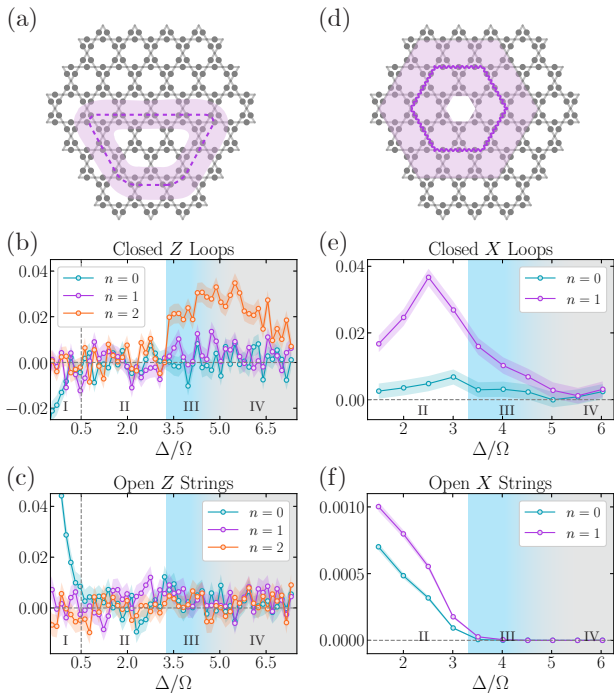 (a)
(d)
(b)
Closed Z Loops
0.04
0.02
0.00
−0.02
n = 0
n = 1
n = 2
I
II
III
IV
0.5
2.0
3.5
5.0
6.5
Δ/Ω
(e)
Closed X Loops
0.04
0.02
0.00
n = 0
n = 1
II
III
IV
2
3
4
5
6
Δ/Ω
(c)
Open Z Strings
0.04
0.02
0.00
n = 0
n = 1
n = 2
I
II
III
IV
0.5
2.0
3.5
5.0
6.5
Δ/Ω
(f)
Open X Strings
0.0010
0.0005
0.0000
n = 0
n = 1
II
III
IV
2
3
4
5
6
Δ/Ω